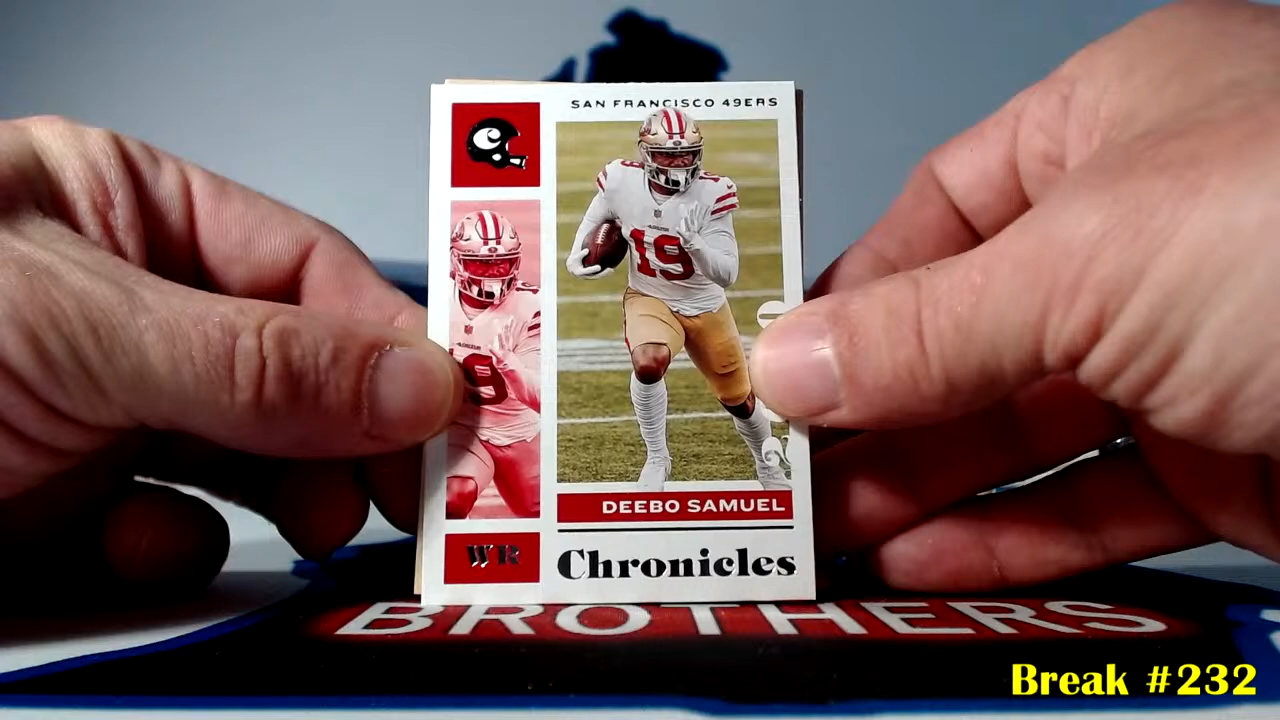 SAN FRANCISCO 49ERS
19
DEEBO SAMUEL
WR
Chronicles
BROTHERS
Break #232